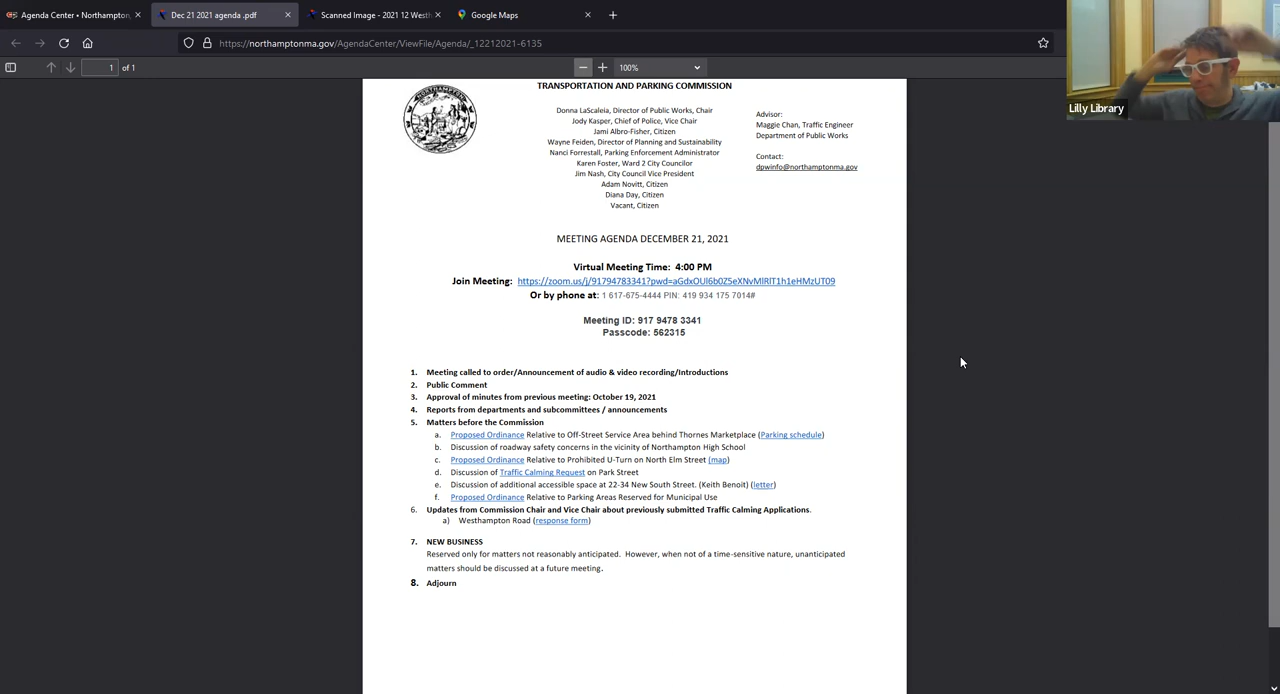 Agenda Center • Northampton,
Dec 21 2021 agenda .pdf
Scanned Image - 2021 12 Westh
Google Maps
https://northamptonma.gov/AgendaCenter/ViewFile/Agenda/_12212021-6135
1 of 1
100%
Lilly Library
TRANSPORTATION AND PARKING COMMISSION
Donna LaScaleia, Director of Public Works, Chair
Jody Kasper, Chief of Police, Vice Chair
Jami Albro-Fisher, Citizen
Wayne Feiden, Director of Planning and Sustainability
Nanci Forrestall, Parking Enforcement Administrator
Karen Foster, Ward 2 City Councilor
Jim Nash, City Council Vice President
Adam Novitt, Citizen
Diana Day, Citizen
Vacant, Citizen
Advisor:
Maggie Chan, Traffic Engineer
Department of Public Works
Contact:
dpwinfo@northamptonma.gov
MEETING AGENDA DECEMBER 21, 2021
Virtual Meeting Time: 4:00 PM
Join Meeting: https://zoom.us/j/91794783341?pwd=aGdxOUl6b0Z5eXNvMlRlT1h1eHMzUT09
Or by phone at: 1 617-675-4444 PIN: 419 934 175 7014#
Meeting ID: 917 9478 3341
Passcode: 562315
1. Meeting called to order/Announcement of audio & video recording/Introductions
2. Public Comment
3. Approval of minutes from previous meeting: October 19, 2021
4. Reports from departments and subcommittees / announcements
5. Matters before the Commission
a. Proposed Ordinance Relative to Off-Street Service Area behind Thornes Marketplace (Parking schedule)
b. Discussion of roadway safety concerns in the vicinity of Northampton High School
c. Proposed Ordinance Relative to Prohibited U-Turn on North Elm Street (map)
d. Discussion of Traffic Calming Request on Park Street
e. Discussion of additional accessible space at 22-34 New South Street. (Keith Benoit) (letter)
f. Proposed Ordinance Relative to Parking Areas Reserved for Municipal Use
6. Updates from Commission Chair and Vice Chair about previously submitted Traffic Calming Applications.
a) Westhampton Road (response form)
7. NEW BUSINESS
Reserved only for matters not reasonably anticipated. However, when not of a time-sensitive nature, unanticipated
matters should be discussed at a future meeting.
8. Adjourn